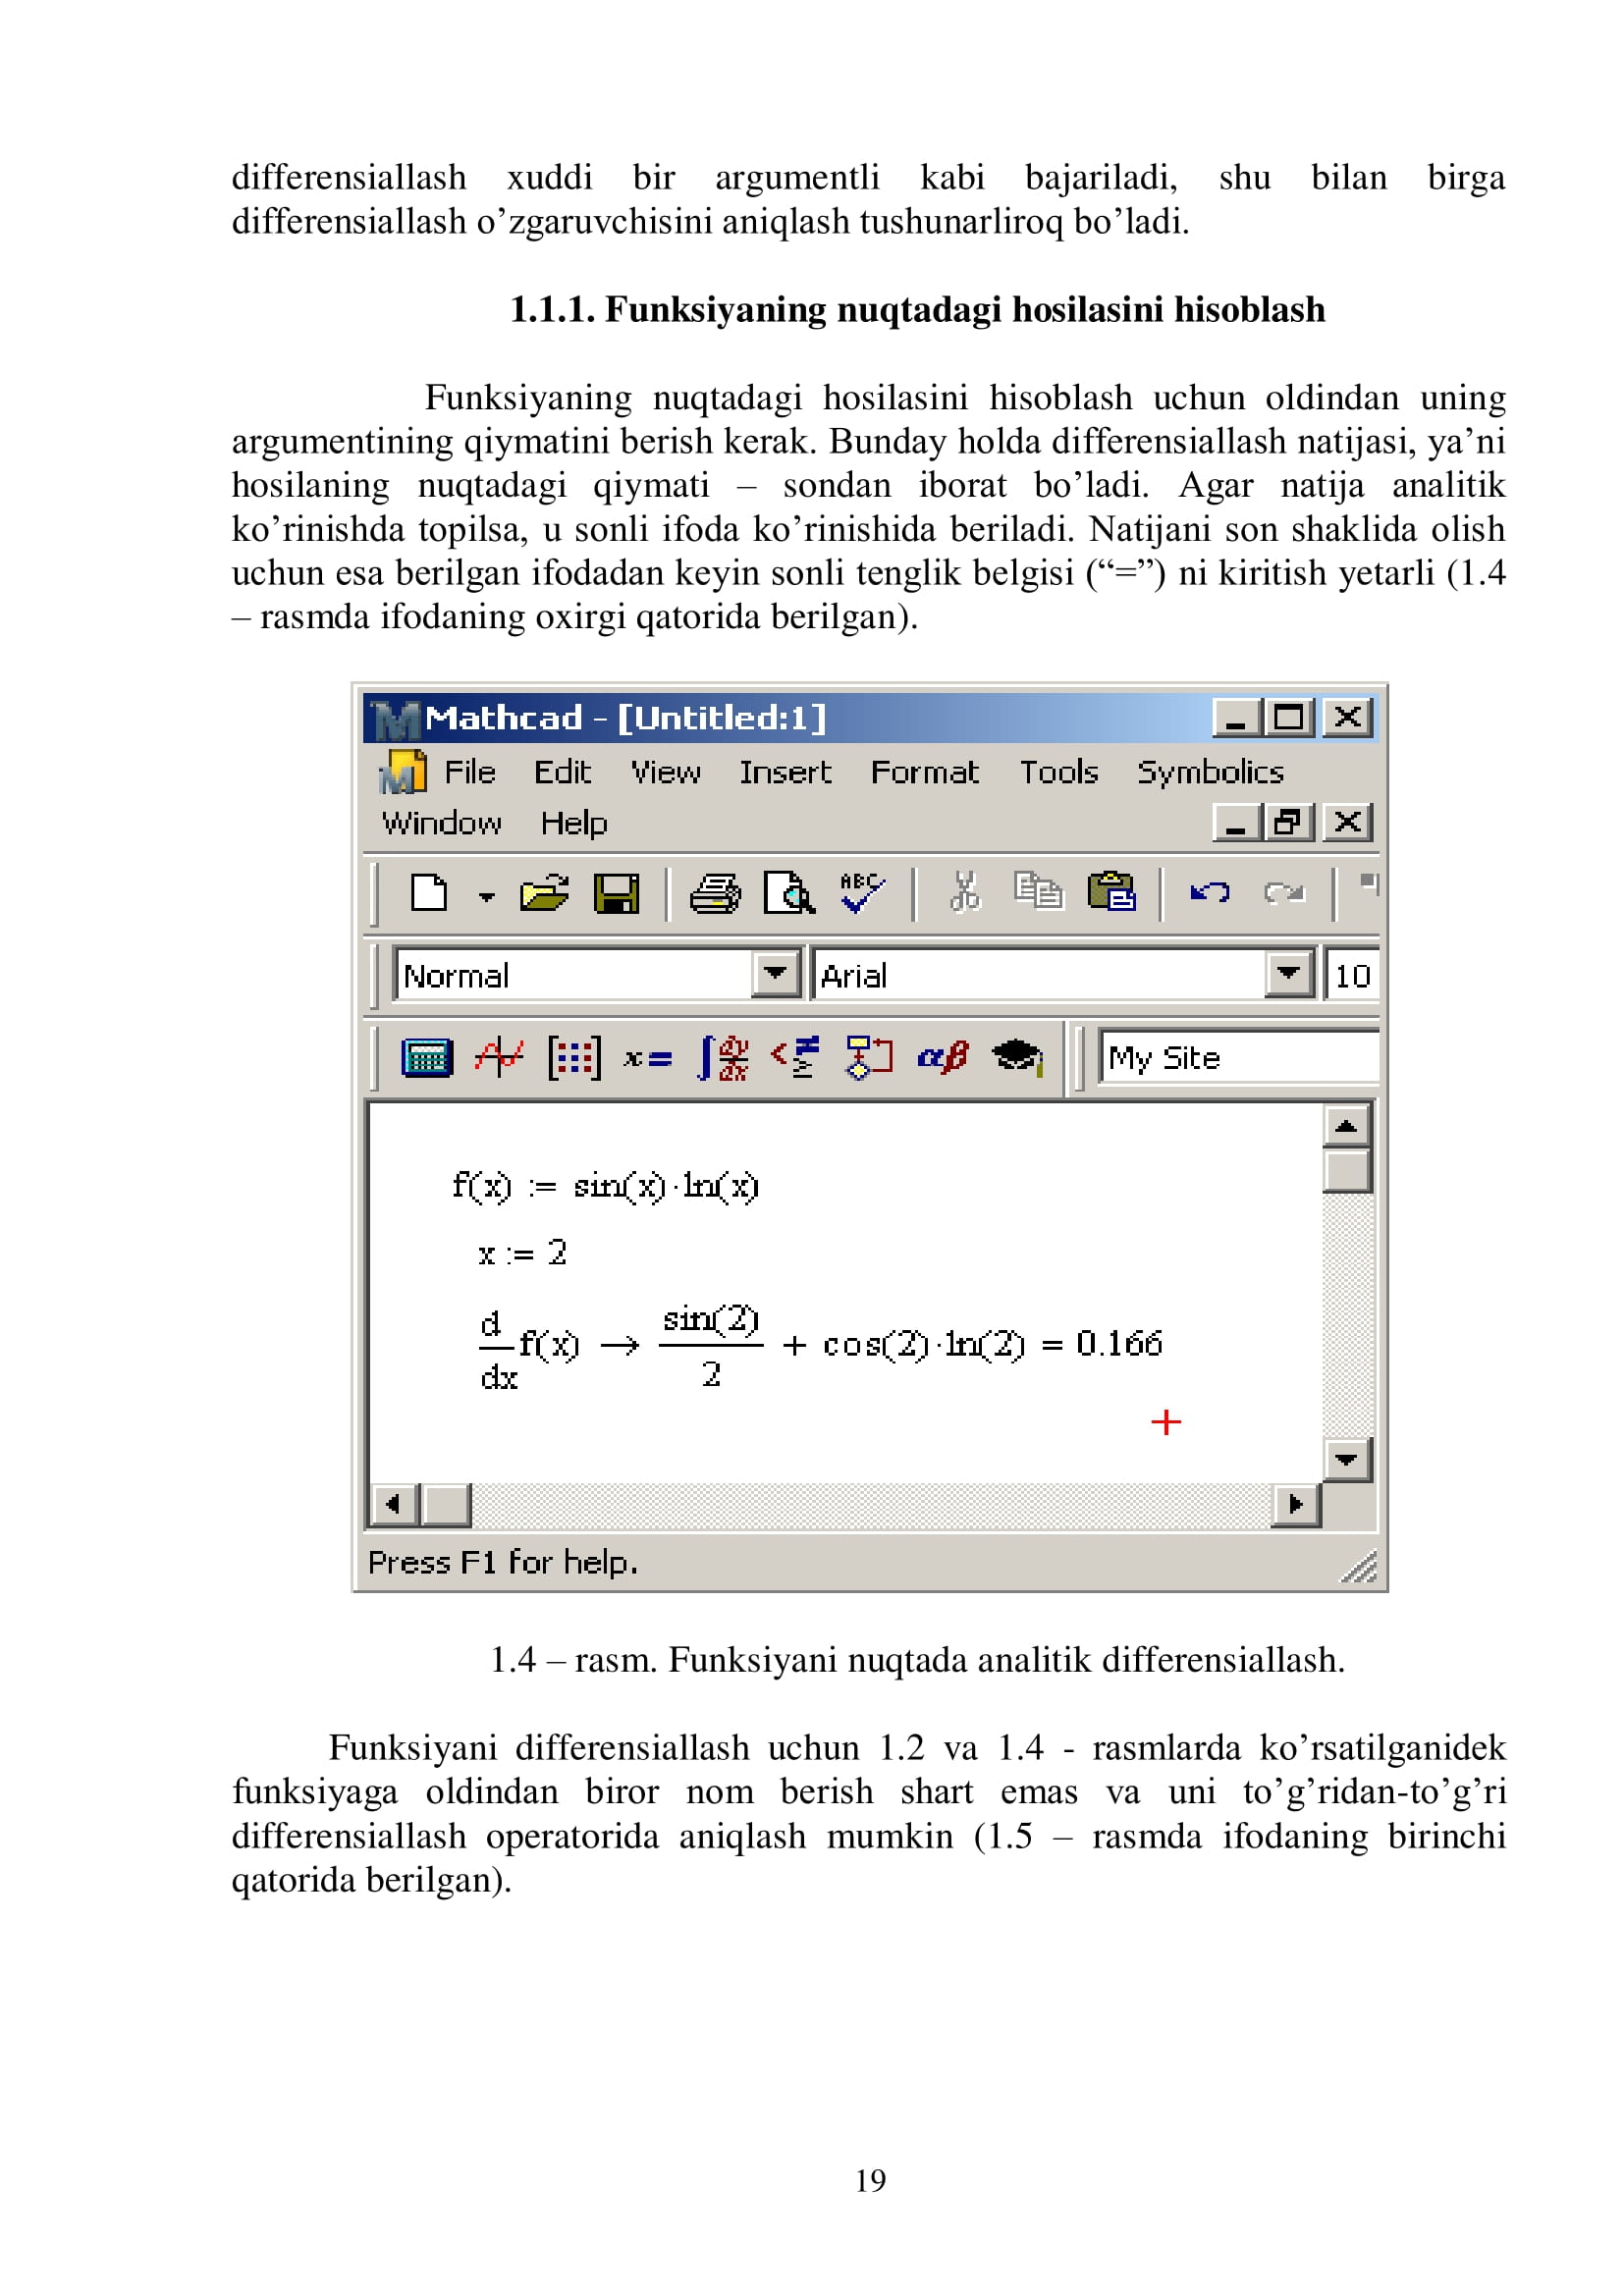 differensiallash xuddi bir argumentli kabi bajariladi, shu bilan birga
differensiallash o’zgaruvchisini aniqlash tushunarliroq bo’ladi.
1.1.1. Funksiyaning nuqtadagi hosilasini hisoblash
Funksiyaning nuqtadagi hosilasini hisoblash uchun oldindan uning
argumentining qiymatini berish kerak. Bunday holda differensiallash natijasi, ya’ni
hosilaning nuqtadagi qiymati – sondan iborat bo’ladi. Agar natija analitik
ko’rinishda topilsa, u sonli ifoda ko’rinishida beriladi. Natijani son shaklida olish
uchun esa berilgan ifodadan keyin sonli tenglik belgisi (“=”) ni kiritish yetarli (1.4
– rasmda ifodaning oxirgi qatorida berilgan).
Mathcad - [Untitled:1]
File Edit View Insert Format Tools Symbolics
Window Help
ABC
Normal Arial 10
x= ∫ dy/dx <≠≥ αβ My Site
f(x) := sin(x)·ln(x)
x := 2
d/dx f(x) → sin(2)/2 + cos(2)·ln(2) = 0.166
Press F1 for help.
1.4 – rasm. Funksiyani nuqtada analitik differensiallash.
Funksiyani differensiallash uchun 1.2 va 1.4 - rasmlarda ko’rsatilganidek
funksiyaga oldindan biror nom berish shart emas va uni to’g’ridan-to’g’ri
differensiallash operatorida aniqlash mumkin (1.5 – rasmda ifodaning birinchi
qatorida berilgan).
19